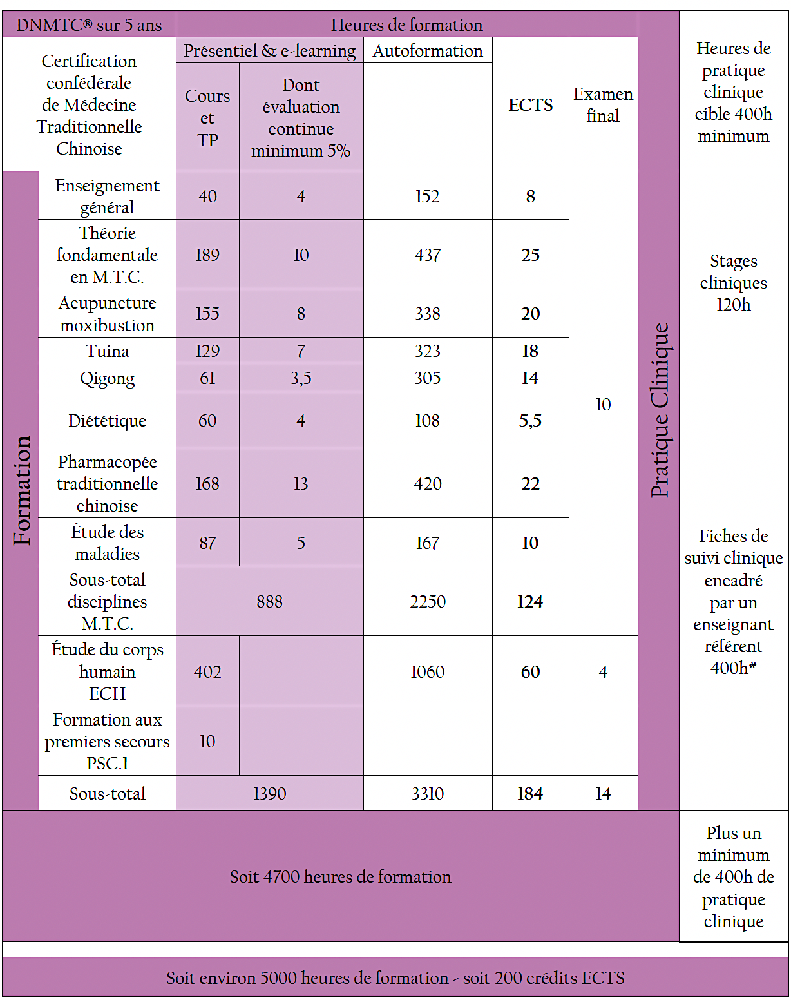 DNMTC® sur 5 ans
Heures de formation
Certification
confédérale
de Médecine
Traditionnelle
Chinoise
Présentiel & e-learning
Autoformation
Cours
et
TP
Dont
évaluation
continue
minimum 5%
ECTS
Examen
final
Pratique Clinique
Heures de
pratique
clinique
cible 400h
minimum
Formation
Enseignement
général
40
4
152
8
Théorie
fondamentale
en M.T.C.
189
10
437
25
Acupuncture
moxibustion
155
8
338
20
Tuina
129
7
323
18
Qigong
61
3,5
305
14
Diététique
60
4
108
5,5
Pharmacopée
traditionnelle
chinoise
168
13
420
22
Étude des
maladies
87
5
167
10
Sous-total
disciplines
M.T.C.
888
2250
124
10
Étude du corps
humain
ECH
402
1060
60
4
Formation aux
premiers secours
PSC.1
10
Sous-total
1390
3310
184
14
Stages
cliniques
120h
Fiches de
suivi clinique
encadré
par un
enseignant
référent
400h*
Soit 4700 heures de formation
Plus un
minimum
de 400h de
pratique
clinique
Soit environ 5000 heures de formation - soit 200 crédits ECTS